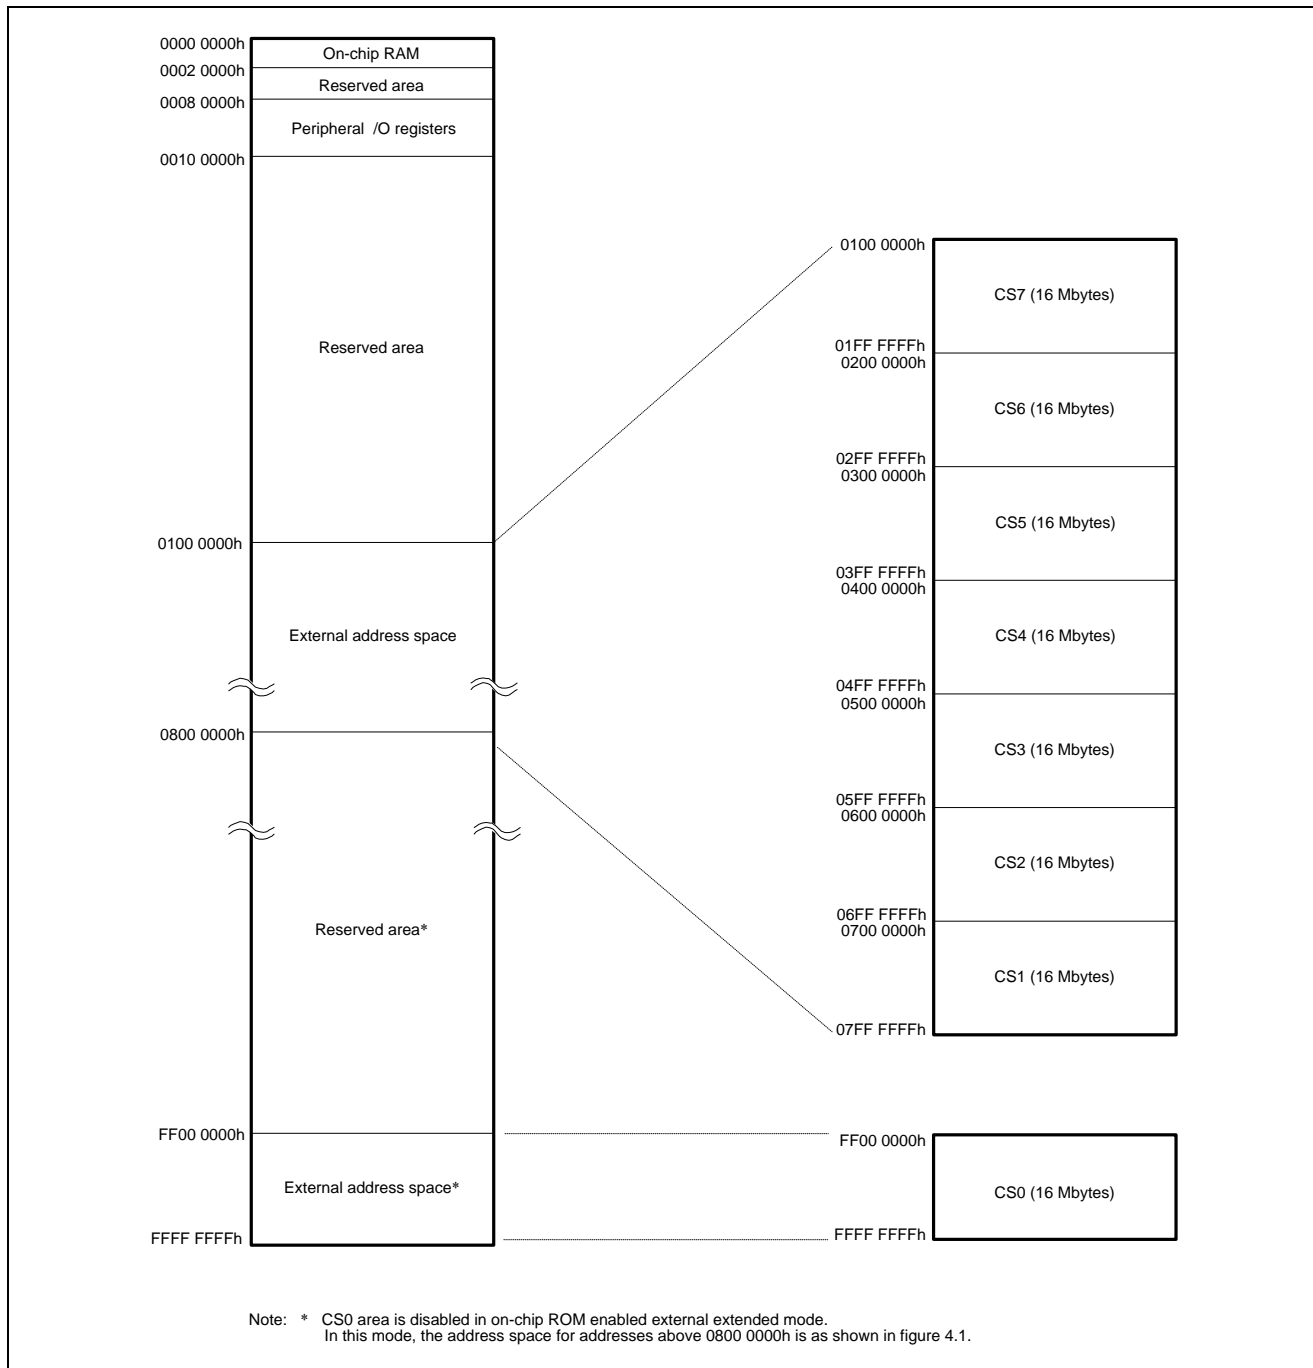 0000 0000h
On-chip RAM
0002 0000h
Reserved area
0008 0000h
Peripheral /O registers
0010 0000h
Reserved area
0100 0000h
External address space
0800 0000h
Reserved area*
FF00 0000h
External address space*
FFFF FFFFh
0100 0000h
CS7 (16 Mbytes)
01FF FFFFh
0200 0000h
CS6 (16 Mbytes)
02FF FFFFh
0300 0000h
CS5 (16 Mbytes)
03FF FFFFh
0400 0000h
CS4 (16 Mbytes)
04FF FFFFh
0500 0000h
CS3 (16 Mbytes)
05FF FFFFh
0600 0000h
CS2 (16 Mbytes)
06FF FFFFh
0700 0000h
CS1 (16 Mbytes)
07FF FFFFh
FF00 0000h
CS0 (16 Mbytes)
FFFF FFFFh
Note: * CS0 area is disabled in on-chip ROM enabled external extended mode.
In this mode, the address space for addresses above 0800 0000h is as shown in figure 4.1.